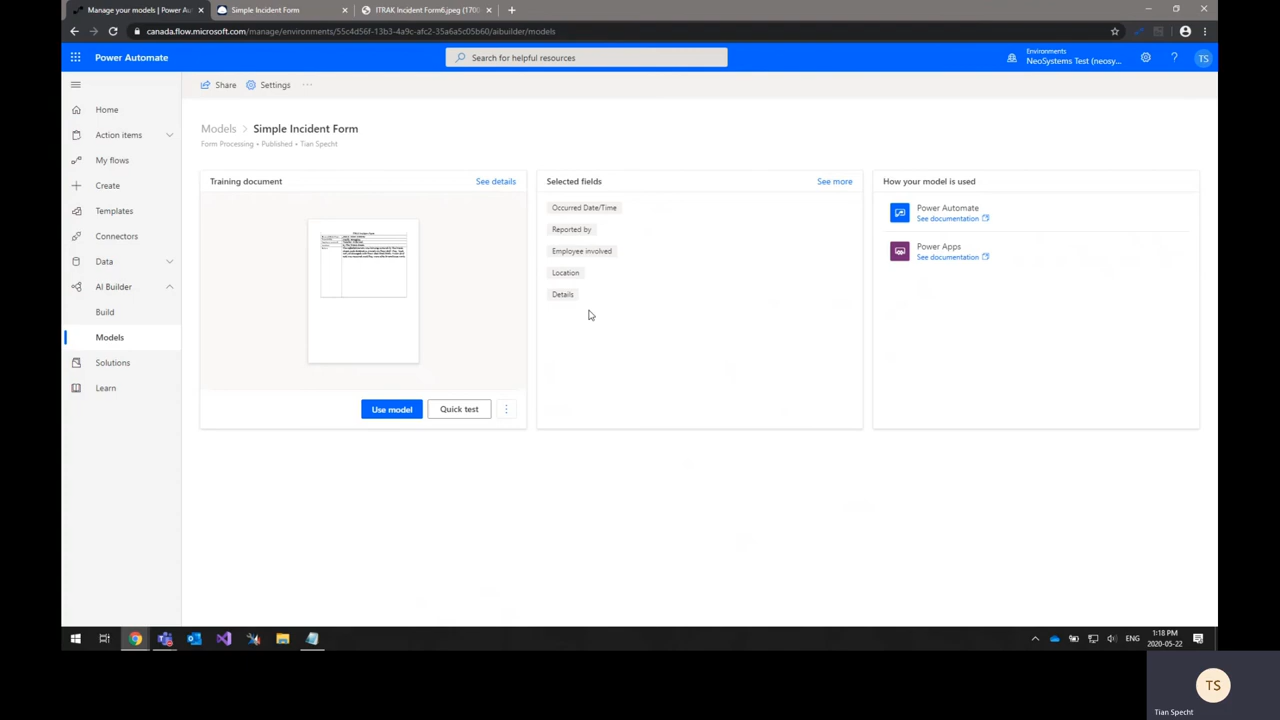 Manage your models | Power Au
Simple Incident Form
ITRAK Incident Form6.jpeg (1700
canada.flow.microsoft.com/manage/environments/55c4d56f-13b3-4a9c-afc2-35a6a5c05b60/aibuilder/models
Power Automate
Search for helpful resources
Environments
NeoSystems Test (neosy...
TS
Share
Settings
Home
Action items
My flows
Create
Templates
Connectors
Data
AI Builder
Build
Models
Solutions
Learn
Models > Simple Incident Form
Form Processing • Published • Tian Specht
Training document
See details
Use model
Quick test
Selected fields
See more
Occurred Date/Time
Reported by
Employee involved
Location
Details
How your model is used
Power Automate
See documentation
Power Apps
See documentation
ENG
1:18 PM
2020-05-22
TS
Tian Specht